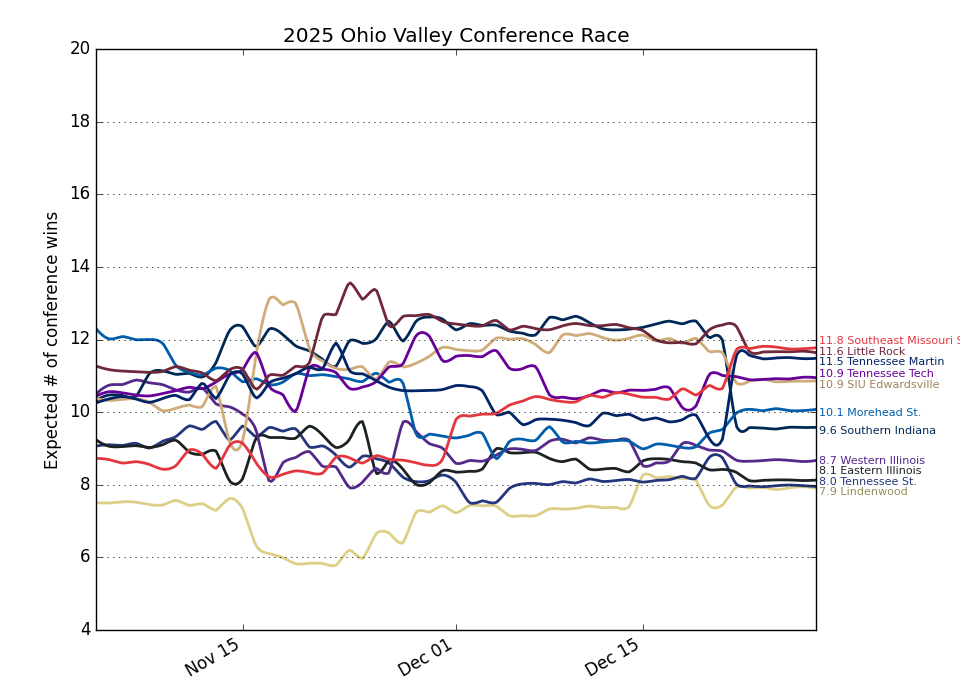 2025 Ohio Valley Conference Race
20
18
16
14
12
10
8
6
4
Expected # of conference wins
Nov 15
Dec 01
Dec 15
11.8 Southeast Missouri S
11.6 Little Rock
11.5 Tennessee Martin
10.9 Tennessee Tech
10.9 SIU Edwardsville
10.1 Morehead St.
9.6 Southern Indiana
8.7 Western Illinois
8.1 Eastern Illinois
8.0 Tennessee St.
7.9 Lindenwood